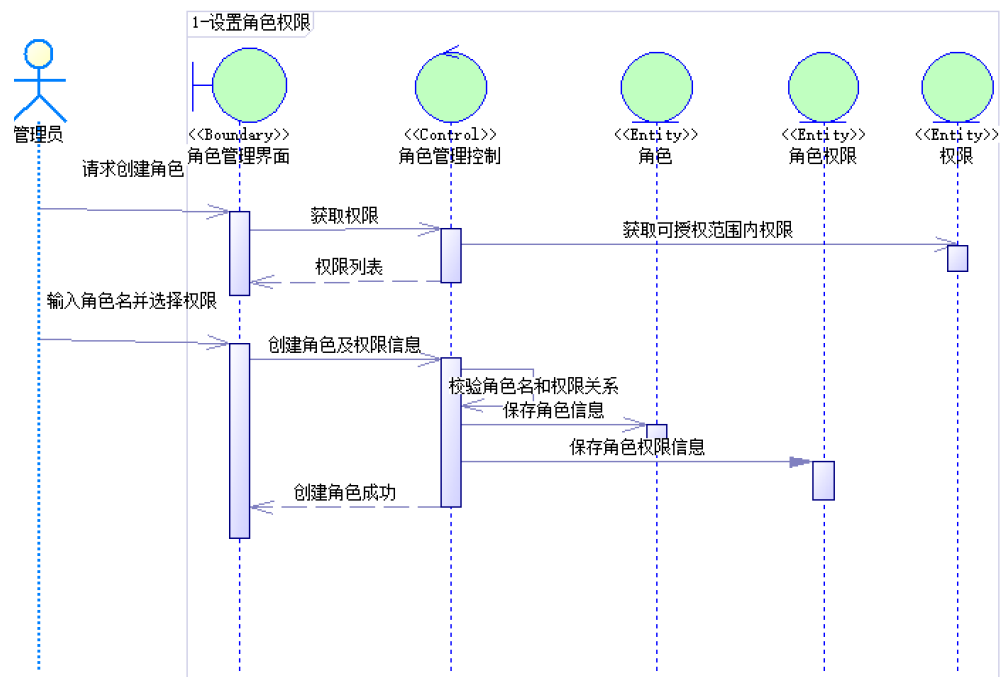 1-设置角色权限
管理员
<<Boundary>>
角色管理界面
<<Control>>
角色管理控制
<<Entity>>
角色
<<Entity>>
角色权限
<<Entity>>
权限
请求创建角色
获取权限
获取可授权范围内权限
权限列表
输入角色名并选择权限
创建角色及权限信息
校验角色名和权限关系
保存角色信息
保存角色权限信息
创建角色成功